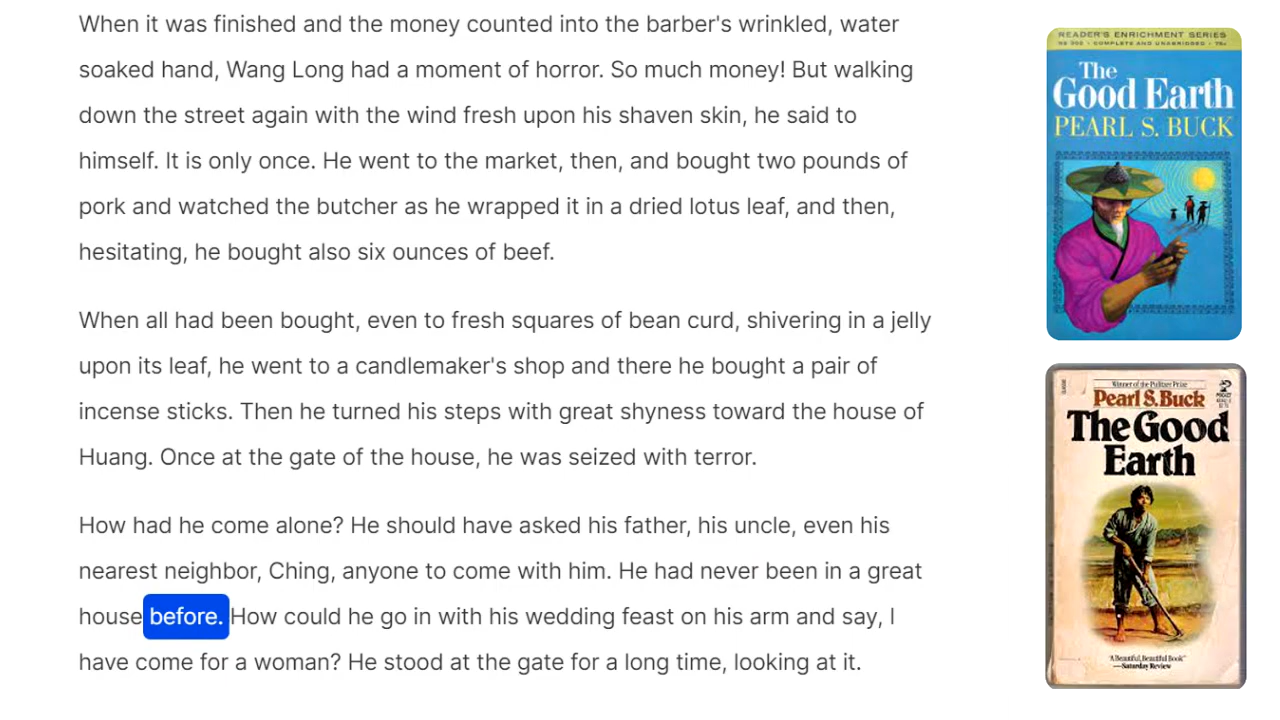 When it was finished and the money counted into the barber's wrinkled, water
soaked hand, Wang Long had a moment of horror. So much money! But walking
down the street again with the wind fresh upon his shaven skin, he said to
himself. It is only once. He went to the market, then, and bought two pounds of
pork and watched the butcher as he wrapped it in a dried lotus leaf, and then,
hesitating, he bought also six ounces of beef.
When all had been bought, even to fresh squares of bean curd, shivering in a jelly
upon its leaf, he went to a candlemaker's shop and there he bought a pair of
incense sticks. Then he turned his steps with great shyness toward the house of
Huang. Once at the gate of the house, he was seized with terror.
How had he come alone? He should have asked his father, his uncle, even his
nearest neighbor, Ching, anyone to come with him. He had never been in a great
house before. How could he go in with his wedding feast on his arm and say, I
have come for a woman? He stood at the gate for a long time, looking at it.
READER'S ENRICHMENT SERIES
COMPLETE AND UNABRIDGED
The
Good Earth
PEARL S. BUCK
Winner of the Pulitzer Prize
Pearl S. Buck
The Good
Earth
"A Beautiful, Beautiful Book"
—Saturday Review